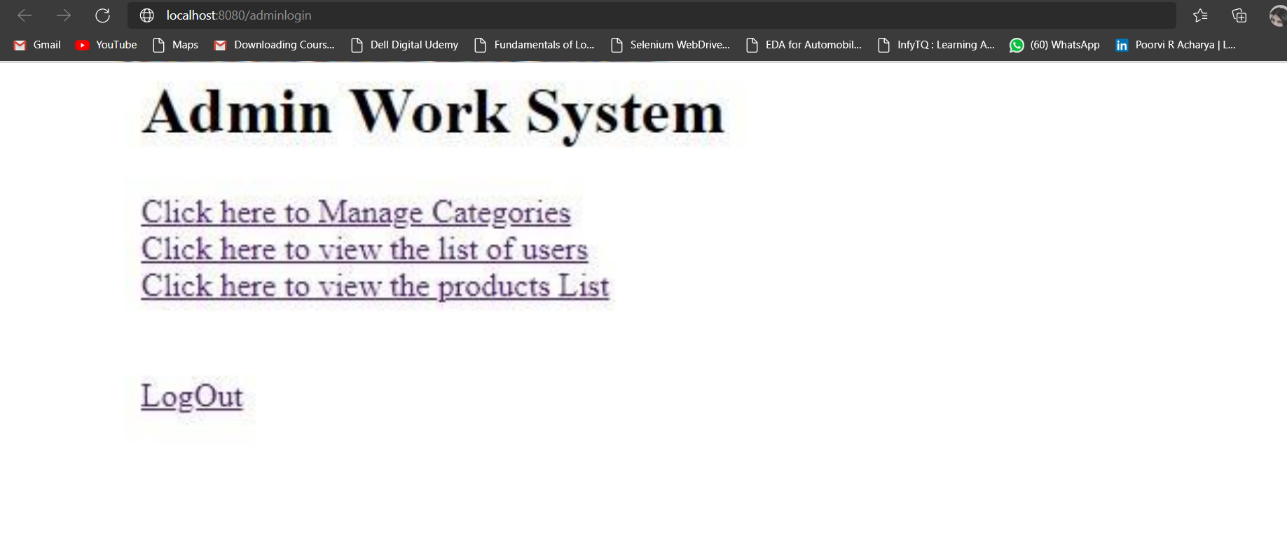 localhost:8080/adminlogin
Gmail YouTube Maps Downloading Cours... Dell Digital Udemy Fundamentals of Lo... Selenium WebDrive... EDA for Automobil... InfyTQ : Learning A... (60) WhatsApp Poorvi R Acharya | L...
Admin Work System
Click here to Manage Categories
Click here to view the list of users
Click here to view the products List
LogOut